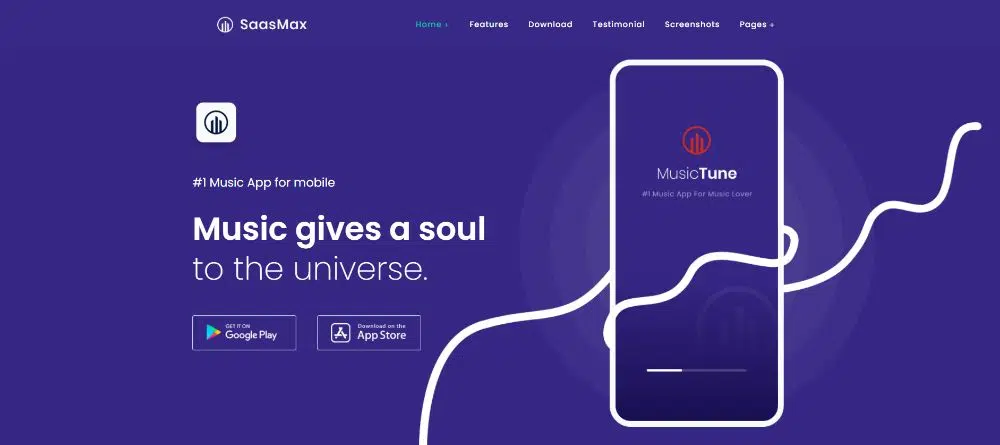 SaasMax
Home + Features Download Testimonial Screenshots Pages +
#1 Music App for mobile
Music gives a soul
to the universe.
GET IT ON
Google Play
Download on the
App Store
MusicTune
#1 Music App For Music Lover